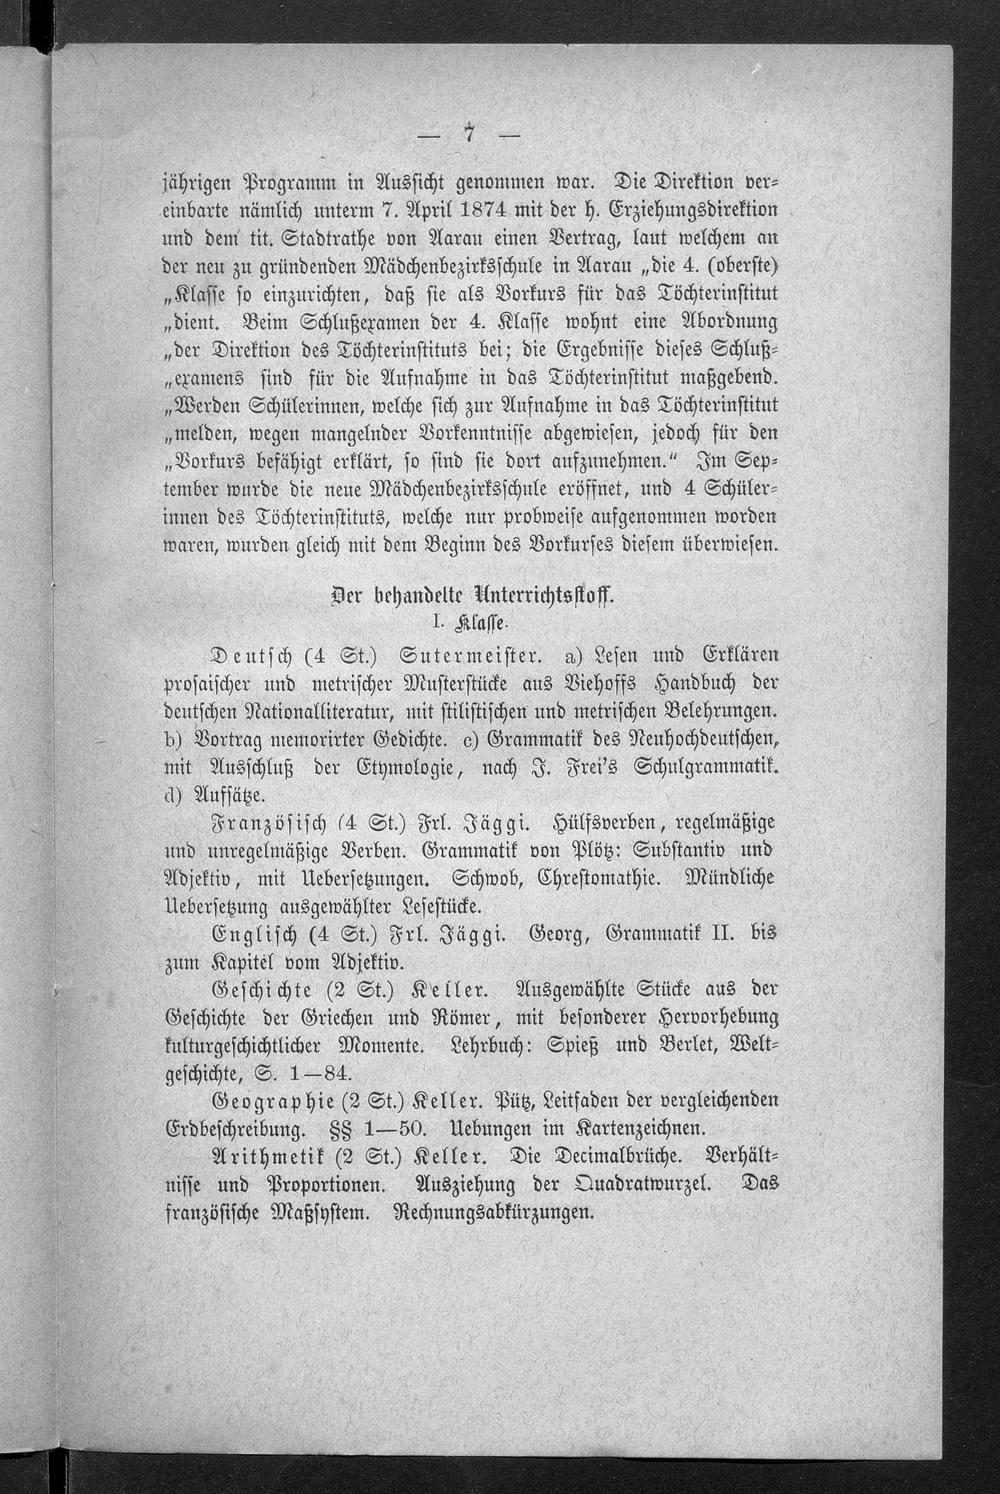 — 7 —
jährigen Programm in Aussicht genommen war. Die Direktion ver-
einbarte nämlich unterm 7. April 1874 mit der h. Erziehungsdirektion
und dem tit. Stadtrathe von Aarau einen Vertrag, laut welchem an
der neu zu gründenden Mädchenbezirksschule in Aarau „die 4. (oberste)
„Klasse so einzurichten, daß sie als Vorkurs für das Töchterinstitut
„dient. Beim Schlußexamen der 4. Klasse wohnt eine Abordnung
„der Direktion des Töchterinstituts bei; die Ergebnisse dieses Schluß-
„examens sind für die Aufnahme in das Töchterinstitut maßgebend.
„Werden Schülerinnen, welche sich zur Aufnahme in das Töchterinstitut
„melden, wegen mangelnder Vorkenntnisse abgewiesen, jedoch für den
„Vorkurs befähigt erklärt, so sind sie dort aufzunehmen." Im Sep-
tember wurde die neue Mädchenbezirksschule eröffnet, und 4 Schüler-
innen des Töchterinstituts, welche nur probweise aufgenommen worden
waren, wurden gleich mit dem Beginn des Vorkurses diesem überwiesen.
Der behandelte Unterrichtsstoff.
I. Klasse.
Deutsch (4 St.) Sutermeister. a) Lesen und Erklären
prosaischer und metrischer Musterstücke aus Viehoffs Handbuch der
deutschen Nationalliteratur, mit stilistischen und metrischen Belehrungen.
b) Vortrag memorirter Gedichte. c) Grammatik des Neuhochdeutschen,
mit Ausschluß der Etymologie, nach J. Frei's Schulgrammatik.
d) Aufsätze.
Französisch (4 St.) Frl. Jäggi. Hülfsverben, regelmäßige
und unregelmäßige Verben. Grammatik von Plötz: Substantiv und
Adjektiv, mit Uebersetzungen. Schwob, Chrestomathie. Mündliche
Uebersetzung ausgewählter Lesestücke.
Englisch (4 St.) Frl. Jäggi. Georg, Grammatik II. bis
zum Kapitel vom Adjektiv.
Geschichte (2 St.) Keller. Ausgewählte Stücke aus der
Geschichte der Griechen und Römer, mit besonderer Hervorhebung
kulturgeschichtlicher Momente. Lehrbuch: Spieß und Berlet, Welt-
geschichte, S. 1—84.
Geographie (2 St.) Keller. Pütz, Leitfaden der vergleichenden
Erdbeschreibung. §§ 1—50. Uebungen im Kartenzeichnen.
Arithmetik (2 St.) Keller. Die Decimalbrüche. Verhält-
nisse und Proportionen. Ausziehung der Quadratwurzel. Das
französische Maßsystem. Rechnungsabkürzungen.